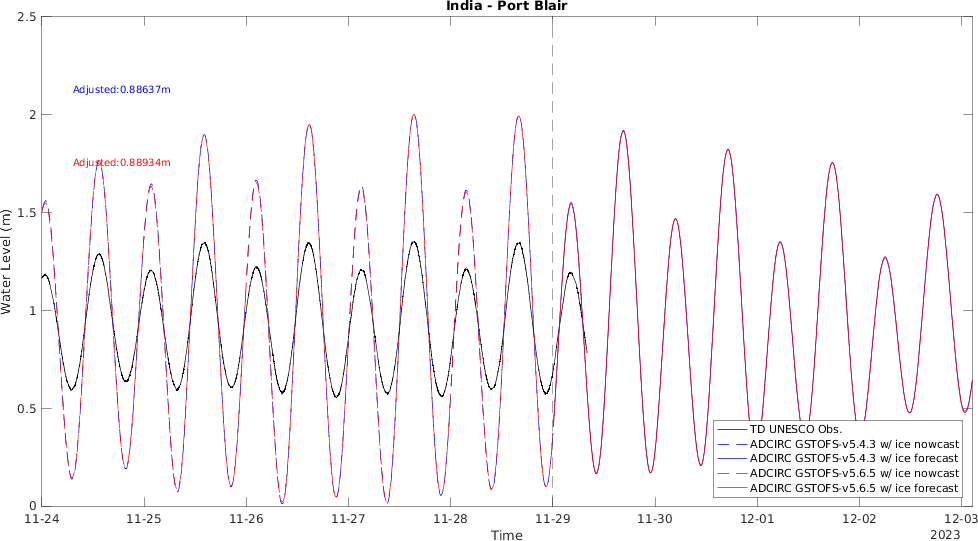 India - Port Blair
2.5
Adjusted:0.88637m
2
Adjusted:0.88934m
1.5
Water Level (m)
1
0.5
TD UNESCO Obs.
ADCIRC GSTOFS-v5.4.3 w/ ice nowcast
ADCIRC GSTOFS-v5.4.3 w/ ice forecast
ADCIRC GSTOFS-v5.6.5 w/ ice nowcast
ADCIRC GSTOFS-v5.6.5 w/ ice forecast
0
11-24 11-25 11-26 11-27 11-28 11-29 11-30 12-01 12-02 12-03
Time
2023